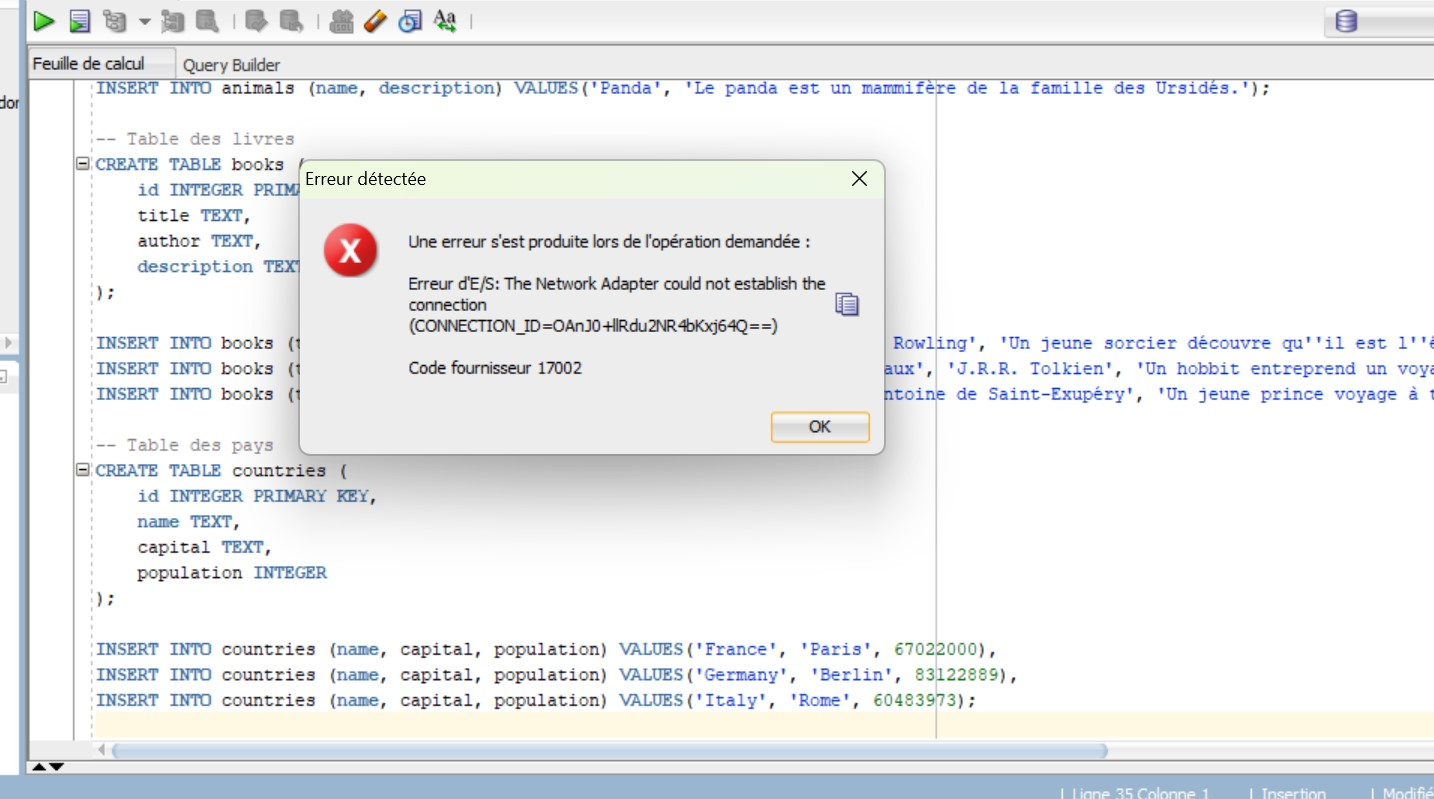 Feuille de calcul
Query Builder
INSERT INTO animals (name, description) VALUES('Panda', 'Le panda est un mammifère de la famille des Ursidés.');
-- Table des livres
CREATE TABLE books (
id INTEGER
title TEXT,
author TEXT,
description
);
INSERT INTO books
Rowling', 'Un jeune sorcier découvre qu''il est
INSERT INTO books
'J.R.R. Tolkien', 'Un hobbit entreprend un
INSERT INTO books
de Saint-Exupéry', 'Un jeune prince voyage à
-- Table des pays
CREATE TABLE countries (
id INTEGER PRIMARY KEY,
name TEXT,
capital TEXT,
population INTEGER
);
INSERT INTO countries (name, capital, population) VALUES('France', 'Paris', 67022000),
INSERT INTO countries (name, capital, population) VALUES('Germany', 'Berlin', 83122889),
INSERT INTO countries (name, capital, population) VALUES('Italy', 'Rome', 60483973);
Erreur détectée
Une erreur s'est produite lors de l'opération demandée :
Erreur d'E/S: The Network Adapter could not establish the
connection
(CONNECTION_ID=OAnJ0+llRdu2NR4bKxj64Q==)
Code fournisseur 17002
OK
Ligne 35 Colonne 1
Insertion
Modifié